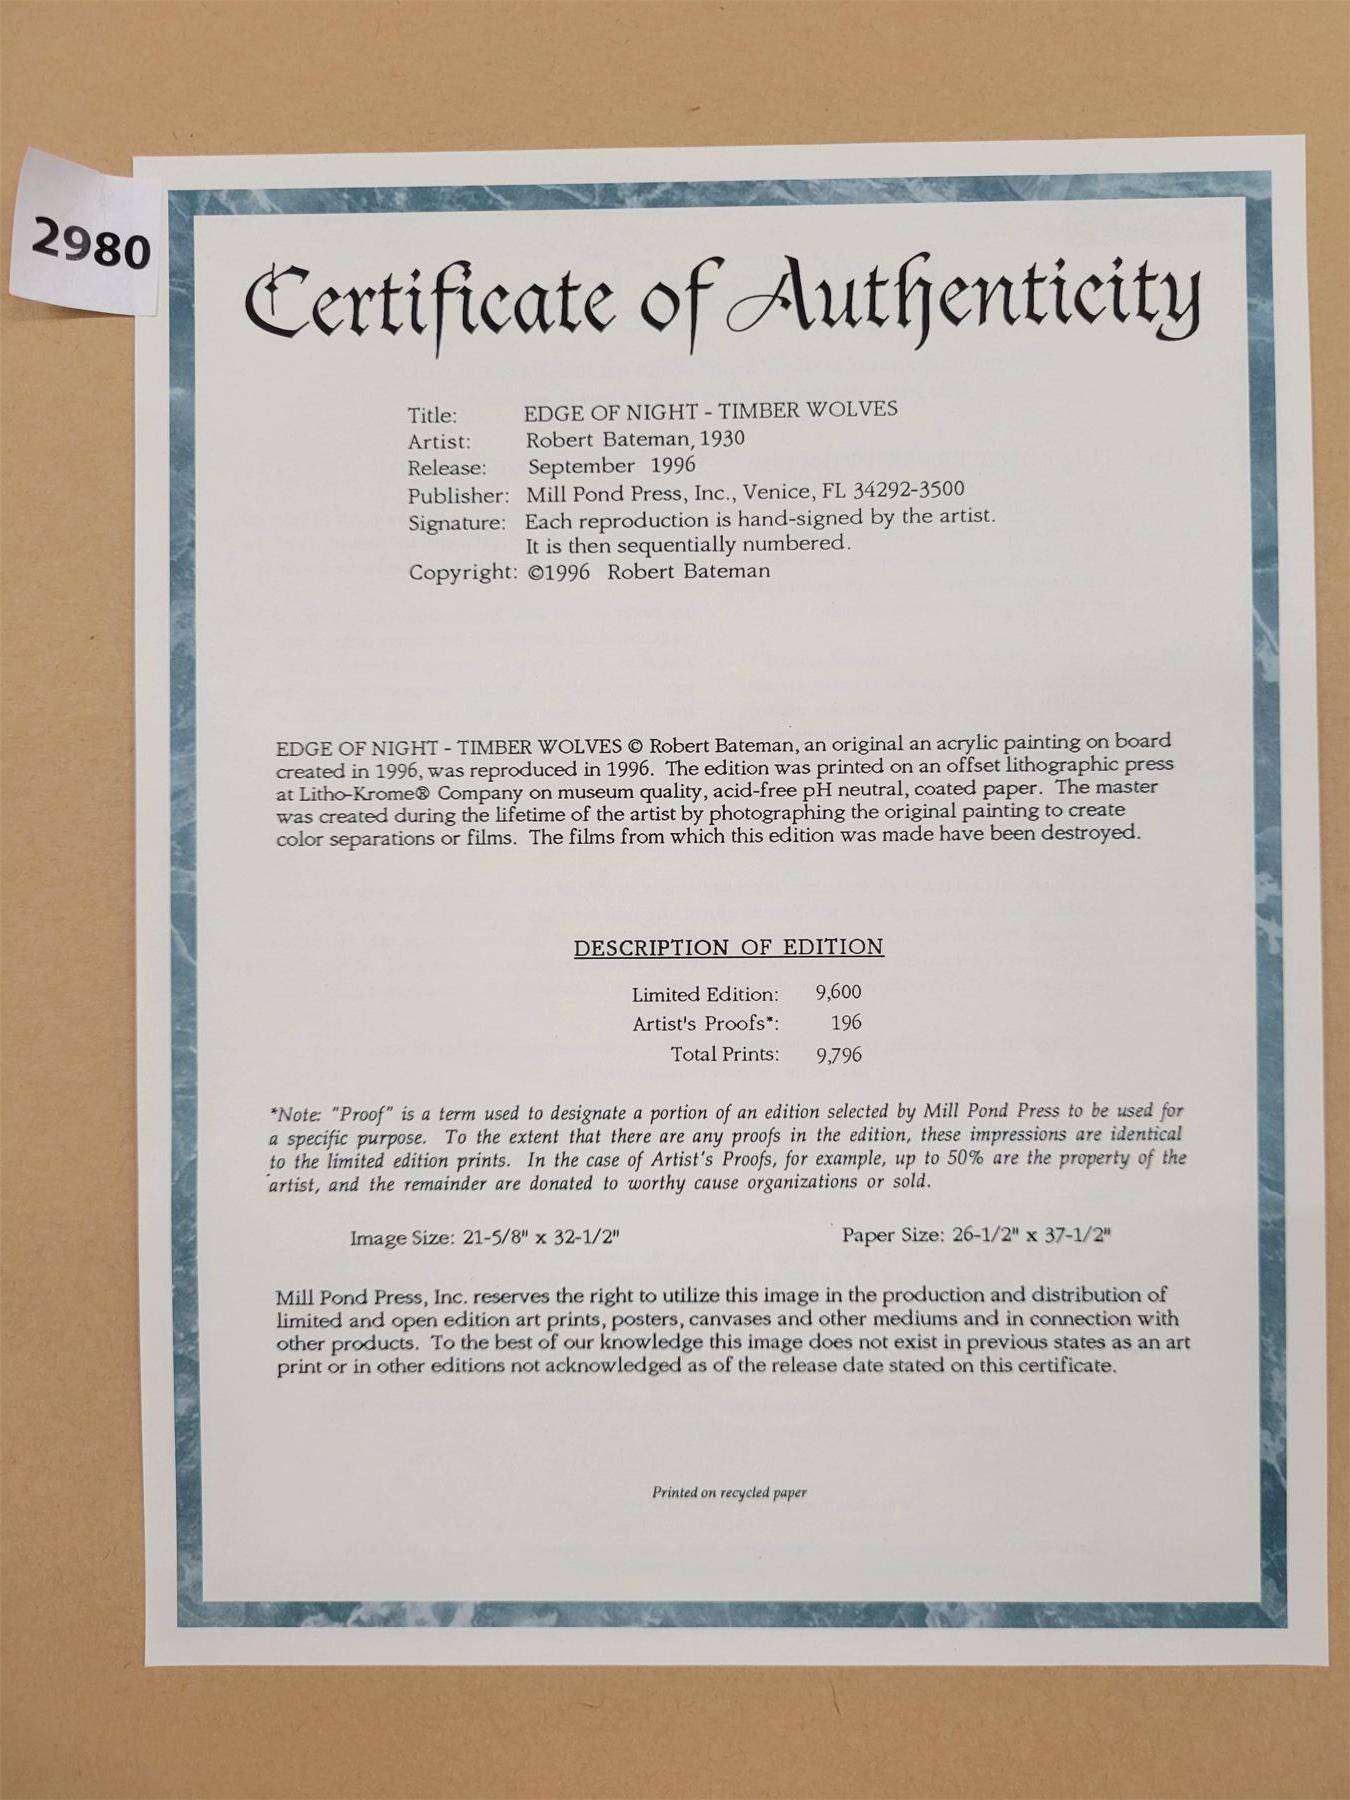 2980
Certificate of Authenticity
Title: EDGE OF NIGHT - TIMBER WOLVES
Artist: Robert Bateman, 1930
Release: September 1996
Publisher: Mill Pond Press, Inc., Venice, FL 34292-3500
Signature: Each reproduction is hand-signed by the artist.
It is then sequentially numbered.
Copyright: ©1996 Robert Bateman
EDGE OF NIGHT - TIMBER WOLVES © Robert Bateman, an original an acrylic painting on board
created in 1996, was reproduced in 1996. The edition was printed on an offset lithographic press
at Litho-Krome® Company on museum quality, acid-free pH neutral, coated paper. The master
was created during the lifetime of the artist by photographing the original painting to create
color separations or films. The films from which this edition was made have been destroyed.
DESCRIPTION OF EDITION
Limited Edition: 9,600
Artist's Proofs*: 196
Total Prints: 9,796
*Note: "Proof" is a term used to designate a portion of an edition selected by Mill Pond Press to be used for
a specific purpose. To the extent that there are any proofs in the edition, these impressions are identical
to the limited edition prints. In the case of Artist's Proofs, for example, up to 50% are the property of the
artist, and the remainder are donated to worthy cause organizations or sold.
Image Size: 21-5/8" x 32-1/2" Paper Size: 26-1/2" x 37-1/2"
Mill Pond Press, Inc. reserves the right to utilize this image in the production and distribution of
limited and open edition art prints, posters, canvases and other mediums and in connection with
other products. To the best of our knowledge this image does not exist in previous states as an art
print or in other editions not acknowledged as of the release date stated on this certificate.
Printed on recycled paper